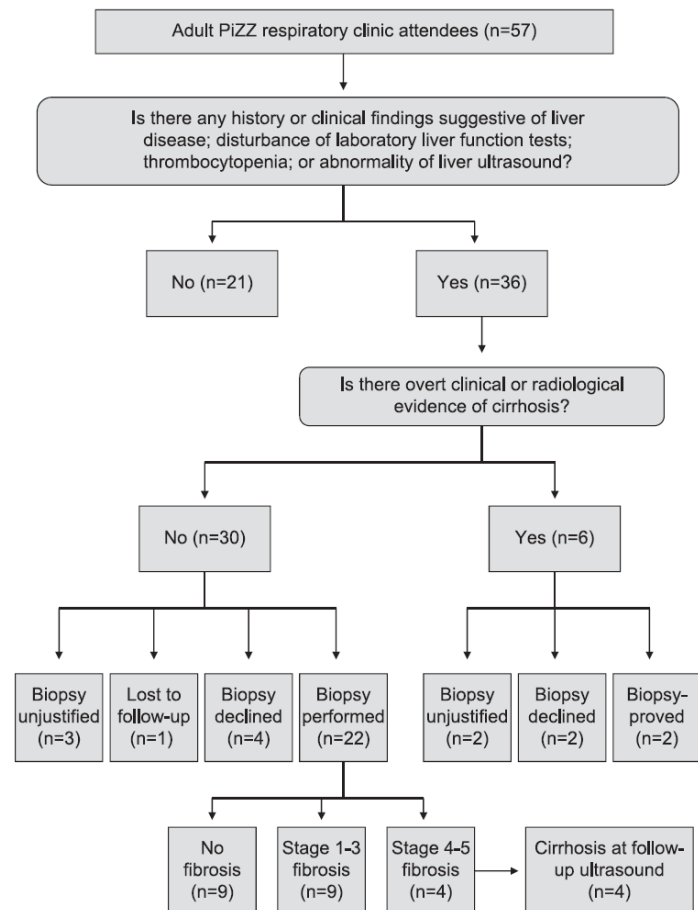 Adult PiZZ respiratory clinic attendees (n=57)
Is there any history or clinical findings suggestive of liver
disease; disturbance of laboratory liver function tests;
thrombocytopenia; or abnormality of liver ultrasound?
No (n=21)
Yes (n=36)
Is there overt clinical or radiological
evidence of cirrhosis?
No (n=30)
Yes (n=6)
Biopsy
unjustified
(n=3)
Lost to
follow-up
(n=1)
Biopsy
declined
(n=4)
Biopsy
performed
(n=22)
Biopsy
unjustified
(n=2)
Biopsy
declined
(n=2)
Biopsy-
proved
(n=2)
No
fibrosis
(n=9)
Stage 1-3
fibrosis
(n=9)
Stage 4-5
fibrosis
(n=4)
Cirrhosis at follow-
up ultrasound
(n=4)